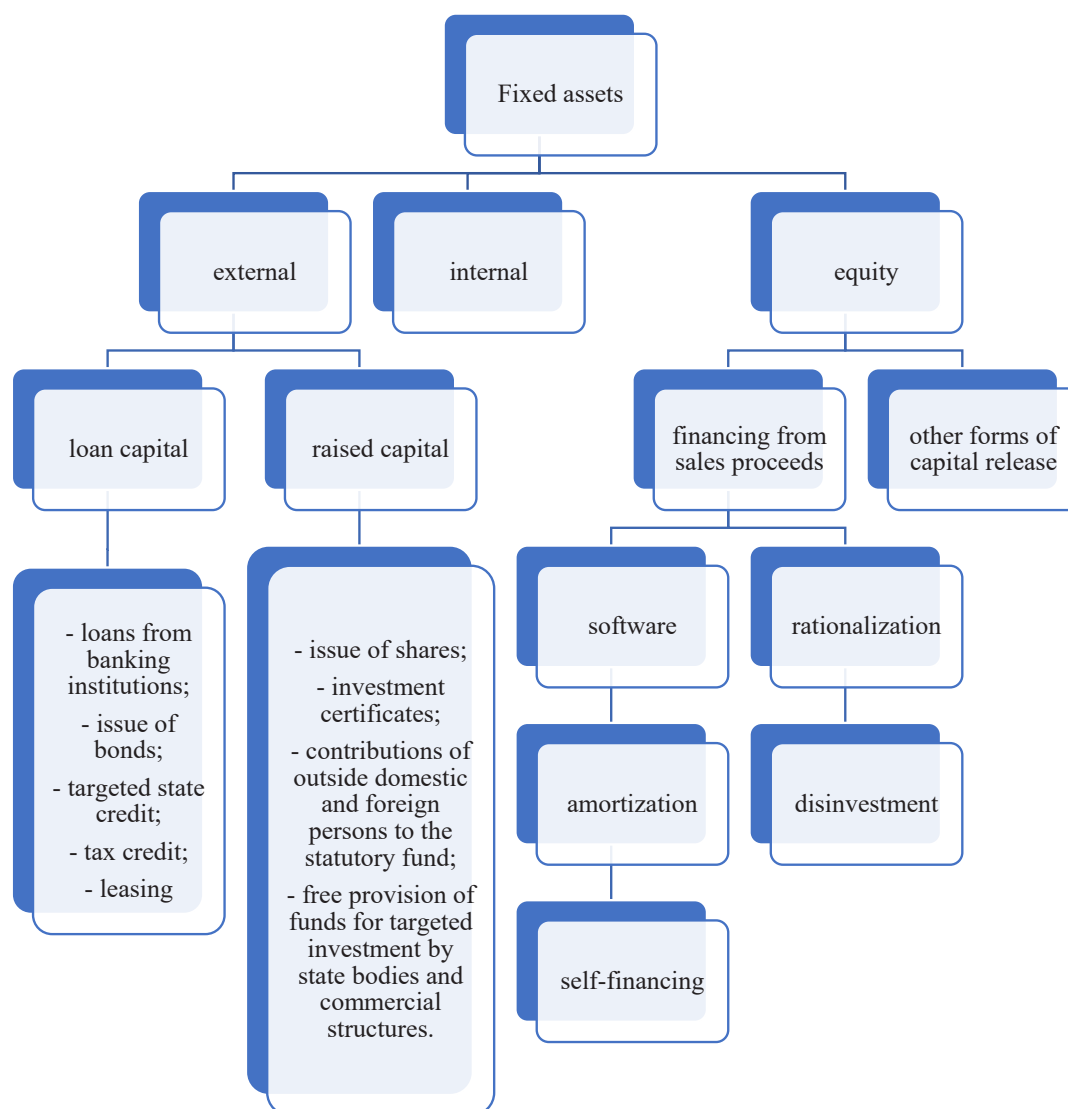 Fixed assets
external
internal
equity
loan capital
raised capital
financing from
sales proceeds
other forms of
capital release
- loans from
banking
institutions;
- issue of
bonds;
- targeted state
credit;
- tax credit;
- leasing
- issue of shares;
- investment
certificates;
- contributions of
outside domestic
and foreign
persons to the
statutory fund;
- free provision of
funds for targeted
investment by
state bodies and
commercial
structures.
software
rationalization
amortization
disinvestment
self-financing